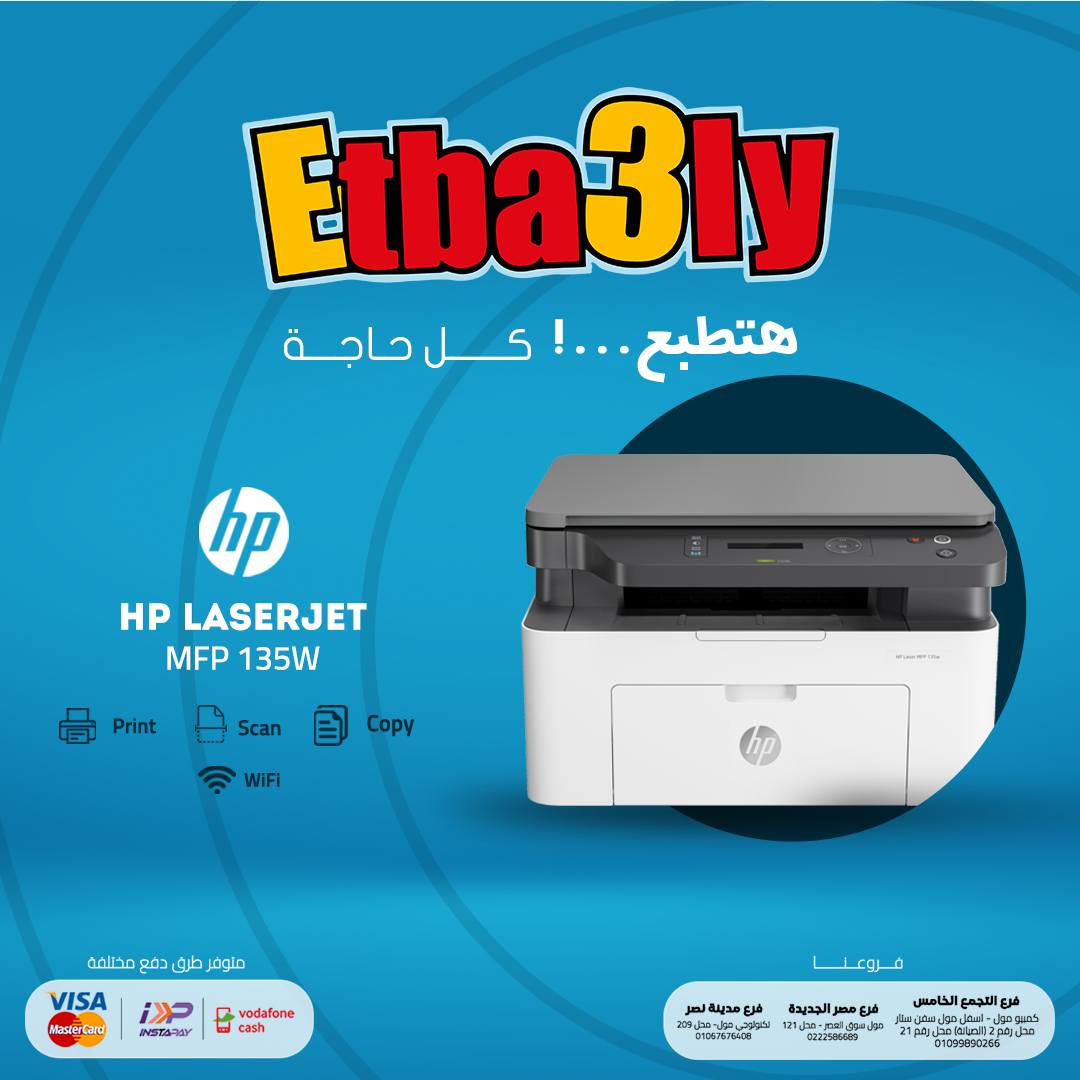 Etba3ly
هتطبع...! كل حاجة
hp
HP LASERJET
MFP 135W
Print
Scan
Copy
WiFi
HP Laser MFP 135w
hp
متوفر طرق دفع مختلفة
VISA
MasterCard
INSTAPAY
vodafone
cash
فروعنا
فرع التجمع الخامس
كمبيو مول - اسفل مول سفن ستار
محل رقم 2 (الصيانة) محل رقم 21
01099890266
فرع مصر الجديدة
مول سوق العصر - محل 121
0222586689
فرع مدينة نصر
تكنولوجي مول- محل 209
01067676408